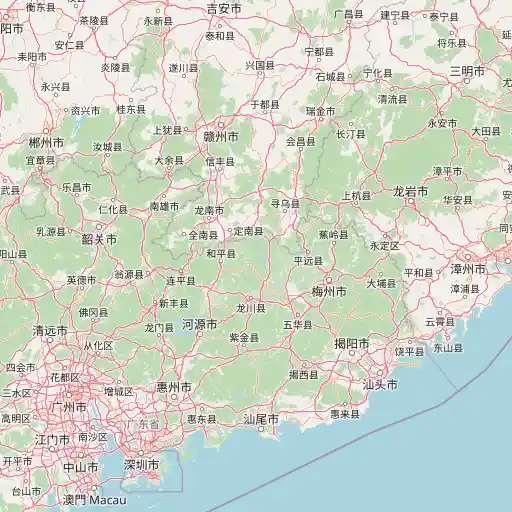 吉安市
广昌县
建宁县
泰宁县
衡东县
茶陵县
永新县
泰和县
将乐县
安仁县
宁都县
耒阳市
炎陵县
遂川县
兴国县
石城县
宁化县
三明市
永兴县
清流县
资兴市
桂东县
于都县
瑞金市
永安市
郴州市
上犹县
赣州市
长汀县
大田县
会昌县
汝城县
宜章县
大余县
信丰县
漳平市
乐昌市
上杭县
龙岩市
仁化县
南雄市
龙南市
寻乌县
华安县
乳源县
韶关市
全南县
定南县
蕉岭县
永定区
和平县
平远县
漳州市
英德市
翁源县
连平县
平和县
大埔县
梅州市
漳浦县
新丰县
龙川县
佛冈县
清远市
龙门县
河源市
五华县
云霄县
紫金县
从化区
揭阳市
饶平县
东山县
四会市
花都区
揭西县
汕头市
三水区
增城区
惠州市
广州市
惠东县
汕尾市
惠来县
高明区
广东省
江门市
南沙区
开平市
中山市
深圳市
台山市
澳門 Macau